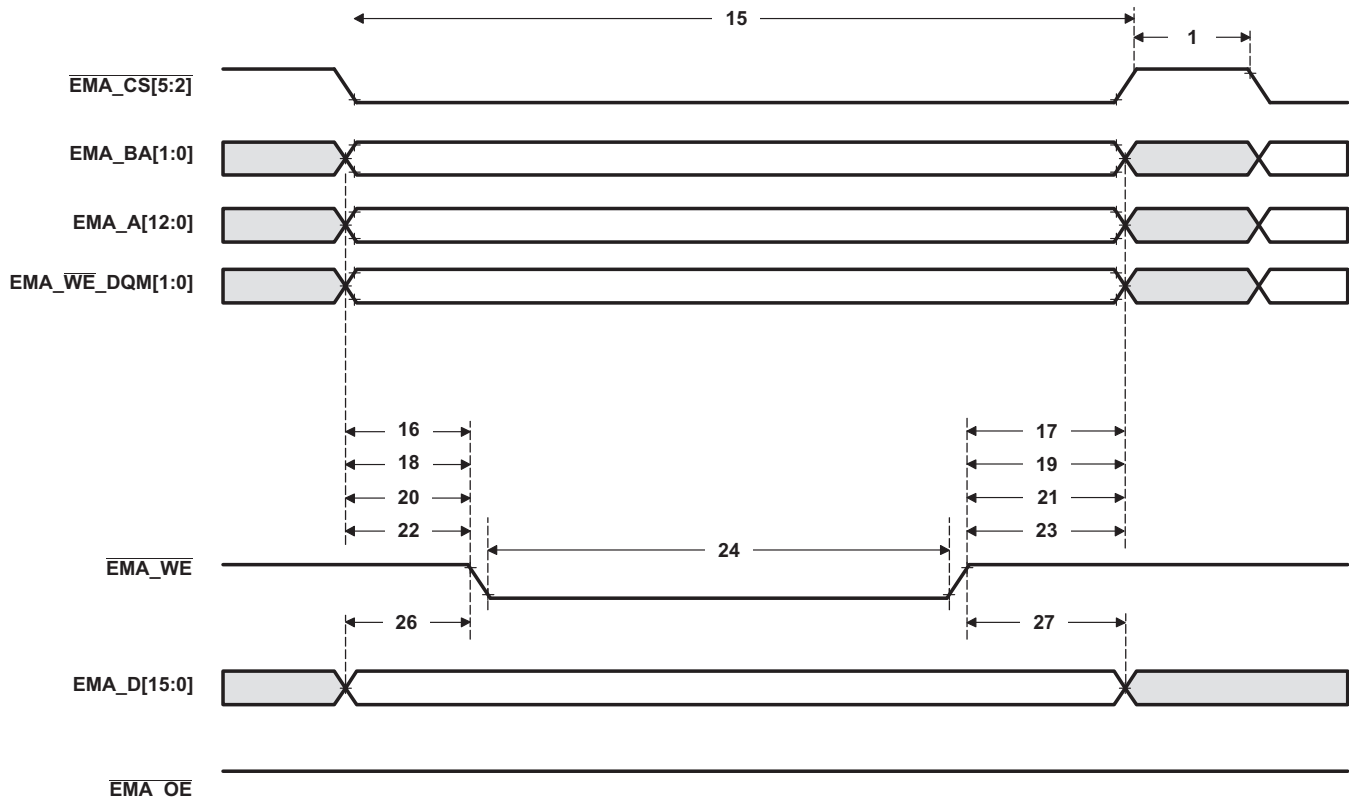 15
1
EMA_CS[5:2]
EMA_BA[1:0]
EMA_A[12:0]
EMA_WE_DQM[1:0]
16 17
18 19
20 21
22 23
24
EMA_WE
26 27
EMA_D[15:0]
EMA_OE